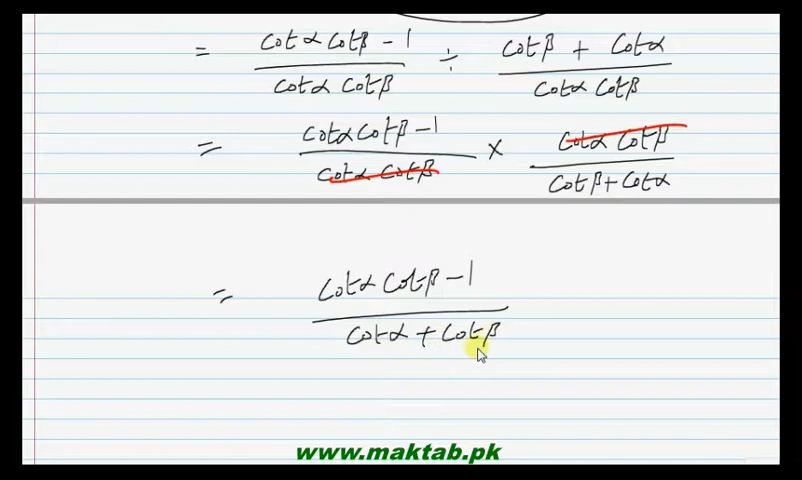 = Cotα Cotβ - 1 / Cotα Cotβ ÷ Cotβ + Cotα / Cotα Cotβ
= Cotα Cotβ - 1 / Cotα Cotβ × Cotα Cotβ / Cotβ + Cotα
= Cotα Cotβ - 1 / Cotα + Cotβ
www.maktab.pk